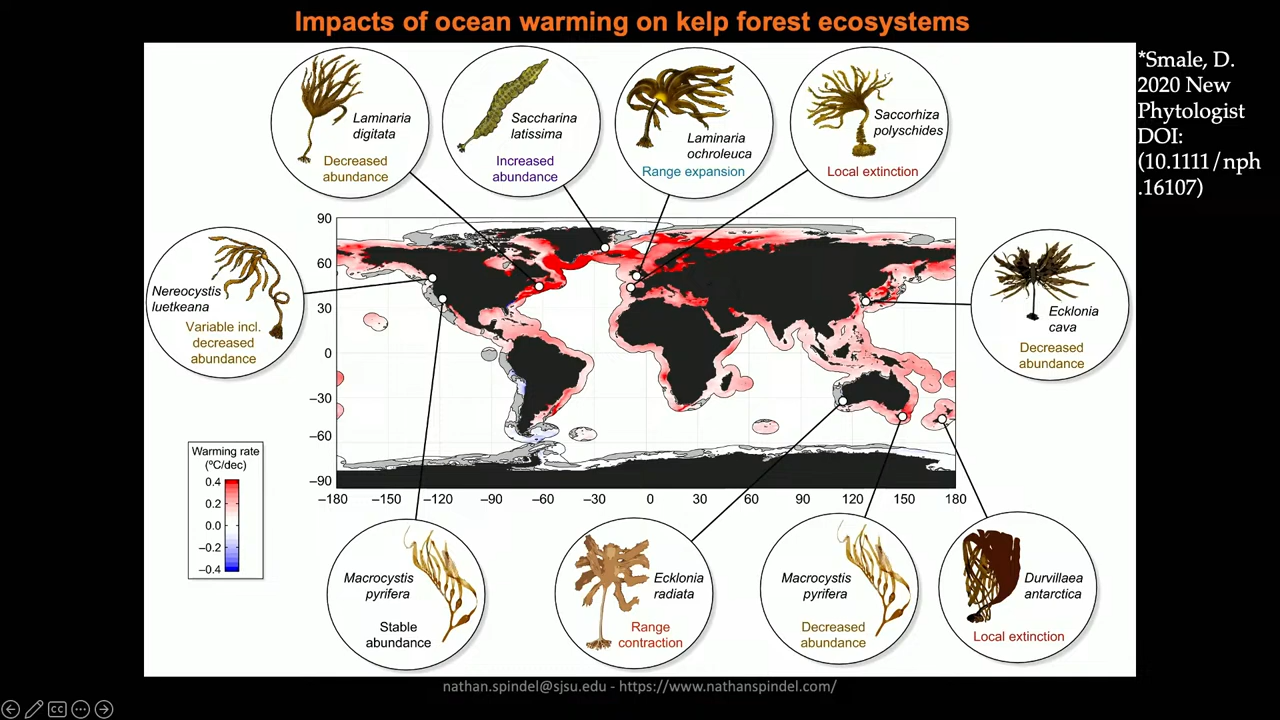 Impacts of ocean warming on kelp forest ecosystems
*Smale, D.
2020 New
Phytologist
DOI:
(10.1111/nph
.16107)
Laminaria
digitata
Decreased
abundance
Saccharina
latissima
Increased
abundance
Laminaria
ochroleuca
Range expansion
Saccorhiza
polyschides
Local extinction
Nereocystis
luetkeana
Variable incl.
decreased
abundance
Ecklonia
cava
Decreased
abundance
90
60
30
0
–30
–60
–90
–180 –150 –120 –90 –60 –30 0 60 90 120 150 180
Warming rate
(ºC/dec)
0.4
0.2
0.0
–0.2
–0.4
Macrocystis
pyrifera
Stable
abundance
Ecklonia
radiata
Range
contraction
Macrocystis
pyrifera
Decreased
abundance
Durvillaea
antarctica
Local extinction
nathan.spindel@sjsu.edu - https://www.nathanspindel.com/
CC